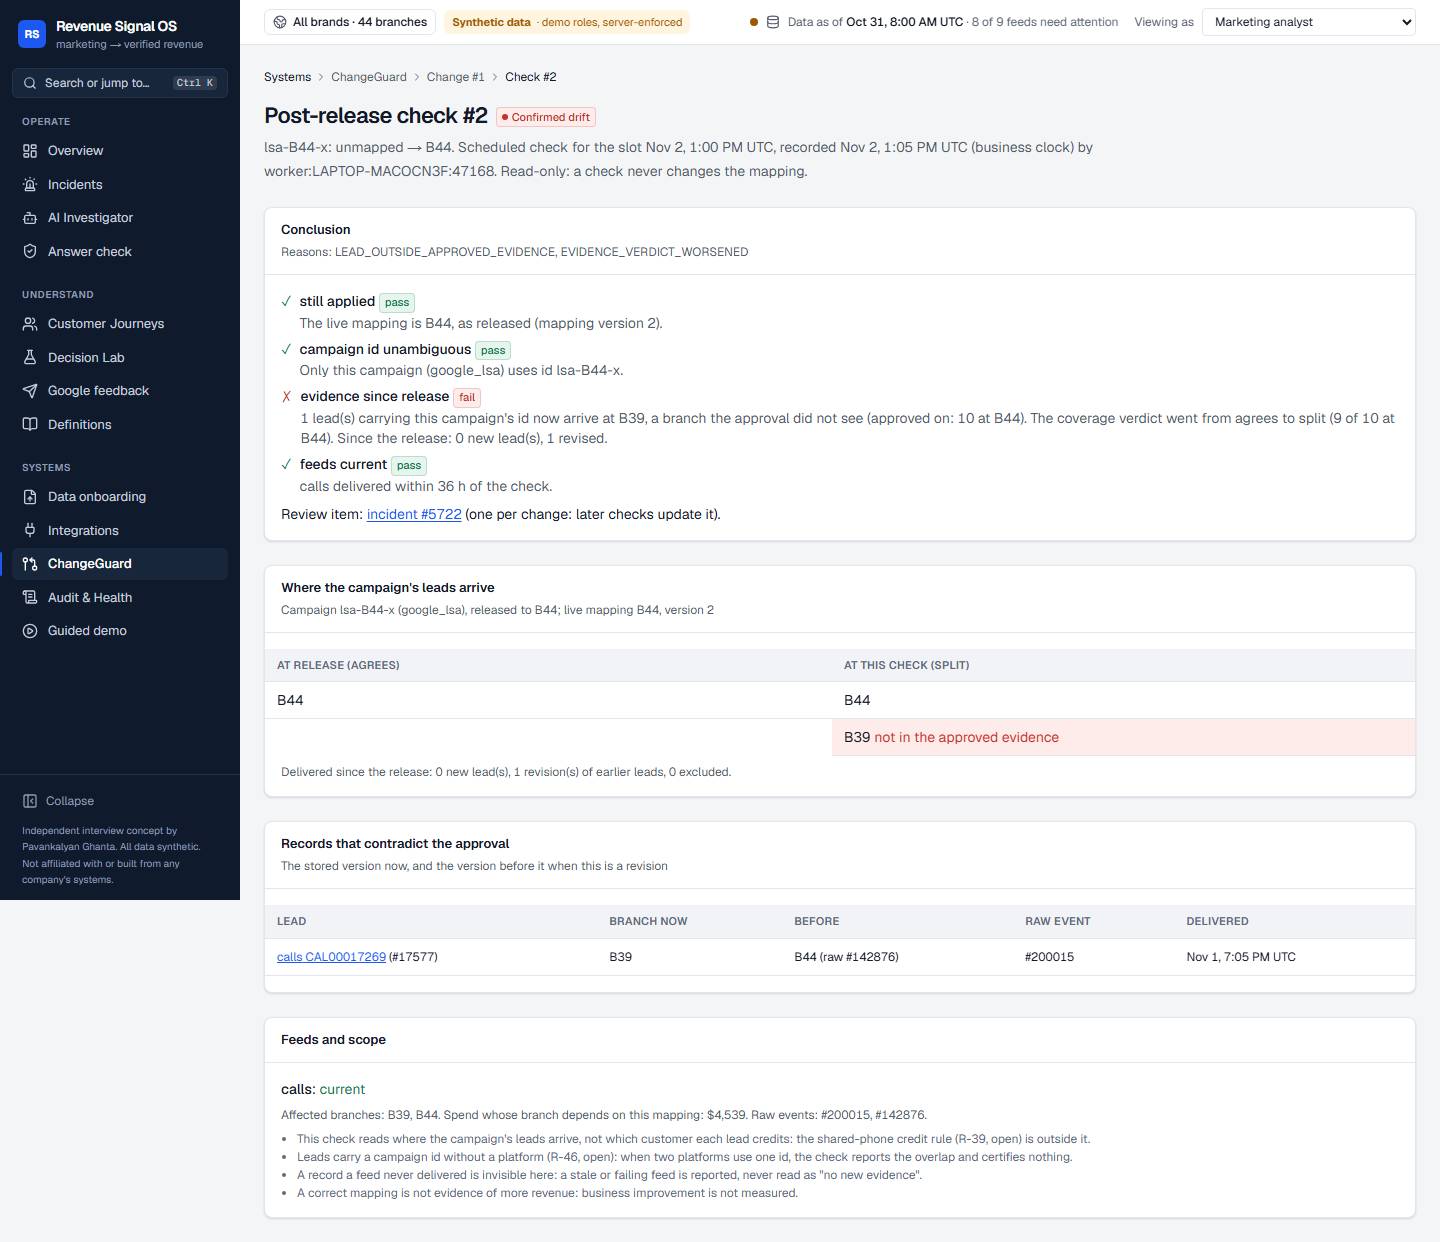 RS
Revenue Signal OS
marketing → verified revenue
Search or jump to... Ctrl K
OPERATE
Overview
Incidents
AI Investigator
Answer check
UNDERSTAND
Customer Journeys
Decision Lab
Google feedback
Definitions
SYSTEMS
Data onboarding
Integrations
ChangeGuard
Audit & Health
Guided demo
Collapse
Independent interview concept by
Pavankalyan Ghanta. All data synthetic.
Not affiliated with or built from any
company's systems.
All brands · 44 branches
Synthetic data · demo roles, server-enforced
Data as of Oct 31, 8:00 AM UTC · 8 of 9 feeds need attention
Viewing as Marketing analyst
Systems > ChangeGuard > Change #1 > Check #2
Post-release check #2 Confirmed drift
lsa-B44-x: unmapped → B44. Scheduled check for the slot Nov 2, 1:00 PM UTC, recorded Nov 2, 1:05 PM UTC (business clock) by
worker:LAPTOP-MACOCN3F:47168. Read-only: a check never changes the mapping.
Conclusion
Reasons: LEAD_OUTSIDE_APPROVED_EVIDENCE, EVIDENCE_VERDICT_WORSENED
✓ still applied pass
The live mapping is B44, as released (mapping version 2).
✓ campaign id unambiguous pass
Only this campaign (google_lsa) uses id lsa-B44-x.
✗ evidence since release fail
1 lead(s) carrying this campaign's id now arrive at B39, a branch the approval did not see (approved on: 10 at B44). The coverage verdict went from agrees to split (9 of 10 at
B44). Since the release: 0 new lead(s), 1 revised.
✓ feeds current pass
calls delivered within 36 h of the check.
Review item: incident #5722 (one per change: later checks update it).
Where the campaign's leads arrive
Campaign lsa-B44-x (google_lsa), released to B44; live mapping B44, version 2
AT RELEASE (AGREES) AT THIS CHECK (SPLIT)
B44 B44
B39 not in the approved evidence
Delivered since the release: 0 new lead(s), 1 revision(s) of earlier leads, 0 excluded.
Records that contradict the approval
The stored version now, and the version before it when this is a revision
LEAD BRANCH NOW BEFORE RAW EVENT DELIVERED
calls CAL00017269 (#17577) B39 B44 (raw #142876) #200015 Nov 1, 7:05 PM UTC
Feeds and scope
calls: current
Affected branches: B39, B44. Spend whose branch depends on this mapping: $4,539. Raw events: #200015, #142876.
• This check reads where the campaign's leads arrive, not which customer each lead credits: the shared-phone credit rule (R-39, open) is outside it.
• Leads carry a campaign id without a platform (R-46, open): when two platforms use one id, the check reports the overlap and certifies nothing.
• A record a feed never delivered is invisible here: a stale or failing feed is reported, never read as "no new evidence".
• A correct mapping is not evidence of more revenue: business improvement is not measured.